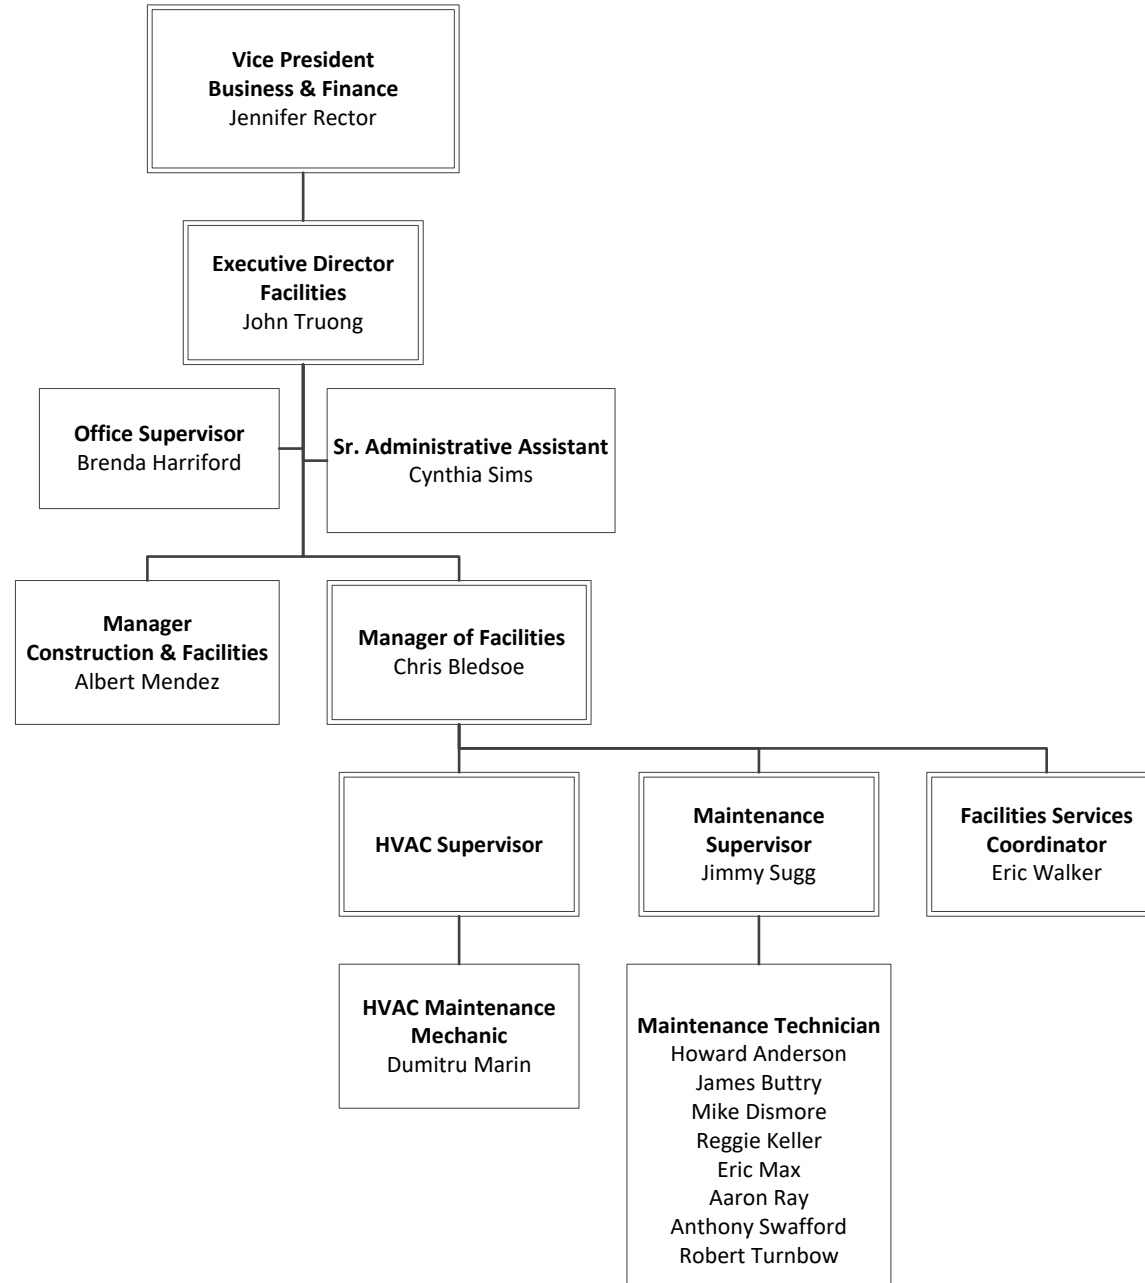 Vice President
Business & Finance
Jennifer Rector
Executive Director
Facilities
John Truong
Office Supervisor
Brenda Harriford
Sr. Administrative Assistant
Cynthia Sims
Manager
Construction & Facilities
Albert Mendez
Manager of Facilities
Chris Bledsoe
HVAC Supervisor
Maintenance
Supervisor
Jimmy Sugg
Facilities Services
Coordinator
Eric Walker
HVAC Maintenance
Mechanic
Dumitru Marin
Maintenance Technician
Howard Anderson
James Buttry
Mike Dismore
Reggie Keller
Eric Max
Aaron Ray
Anthony Swafford
Robert Turnbow